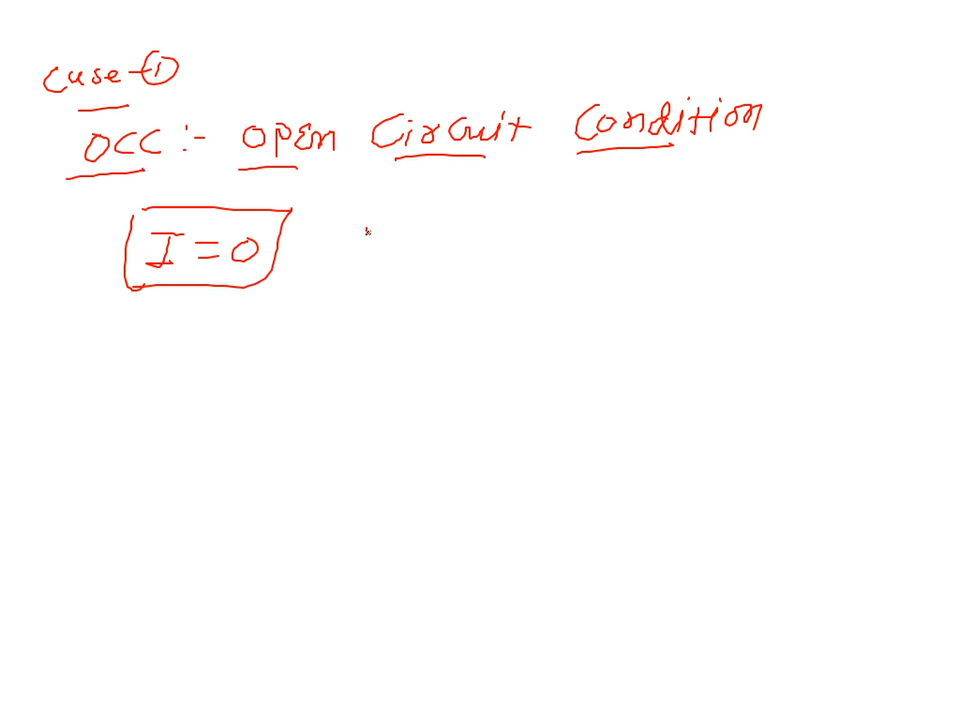 Case-①
OCC :- OPEn Circuit Condition
I = 0